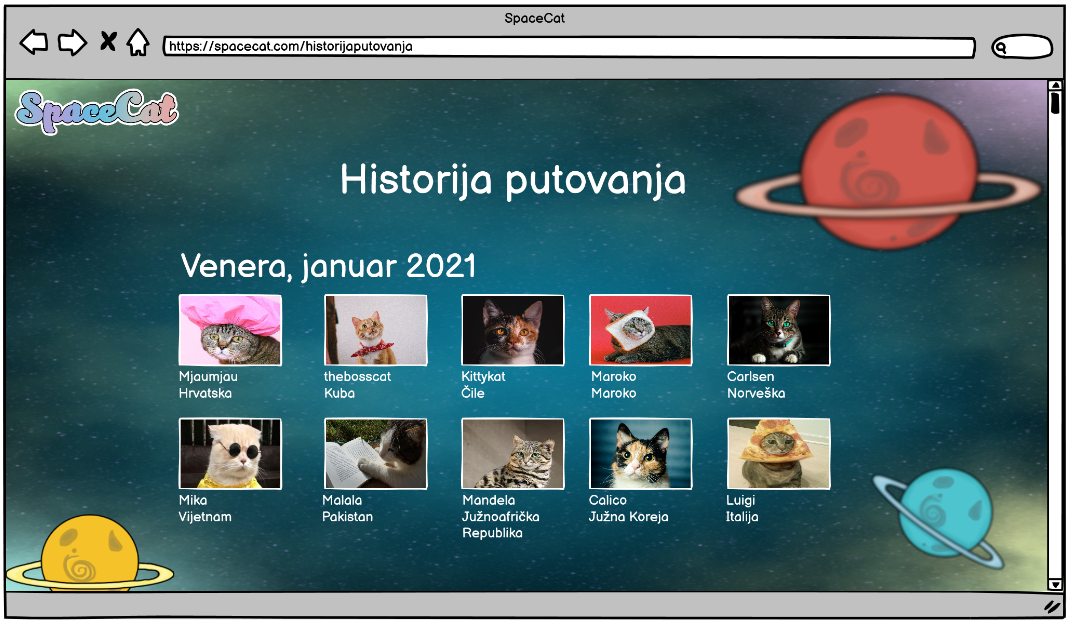 SpaceCat
https://spacecat.com/historijaputovanja
SpaceCat
Historija putovanja
Venera, januar 2021
Mjaumjau
Hrvatska
thebosscat
Kuba
Kittykat
Čile
Maroko
Maroko
Carlsen
Norveška
Mika
Vijetnam
Malala
Pakistan
Mandela
Južnoafrička
Republika
Calico
Južna Koreja
Luigi
Italija